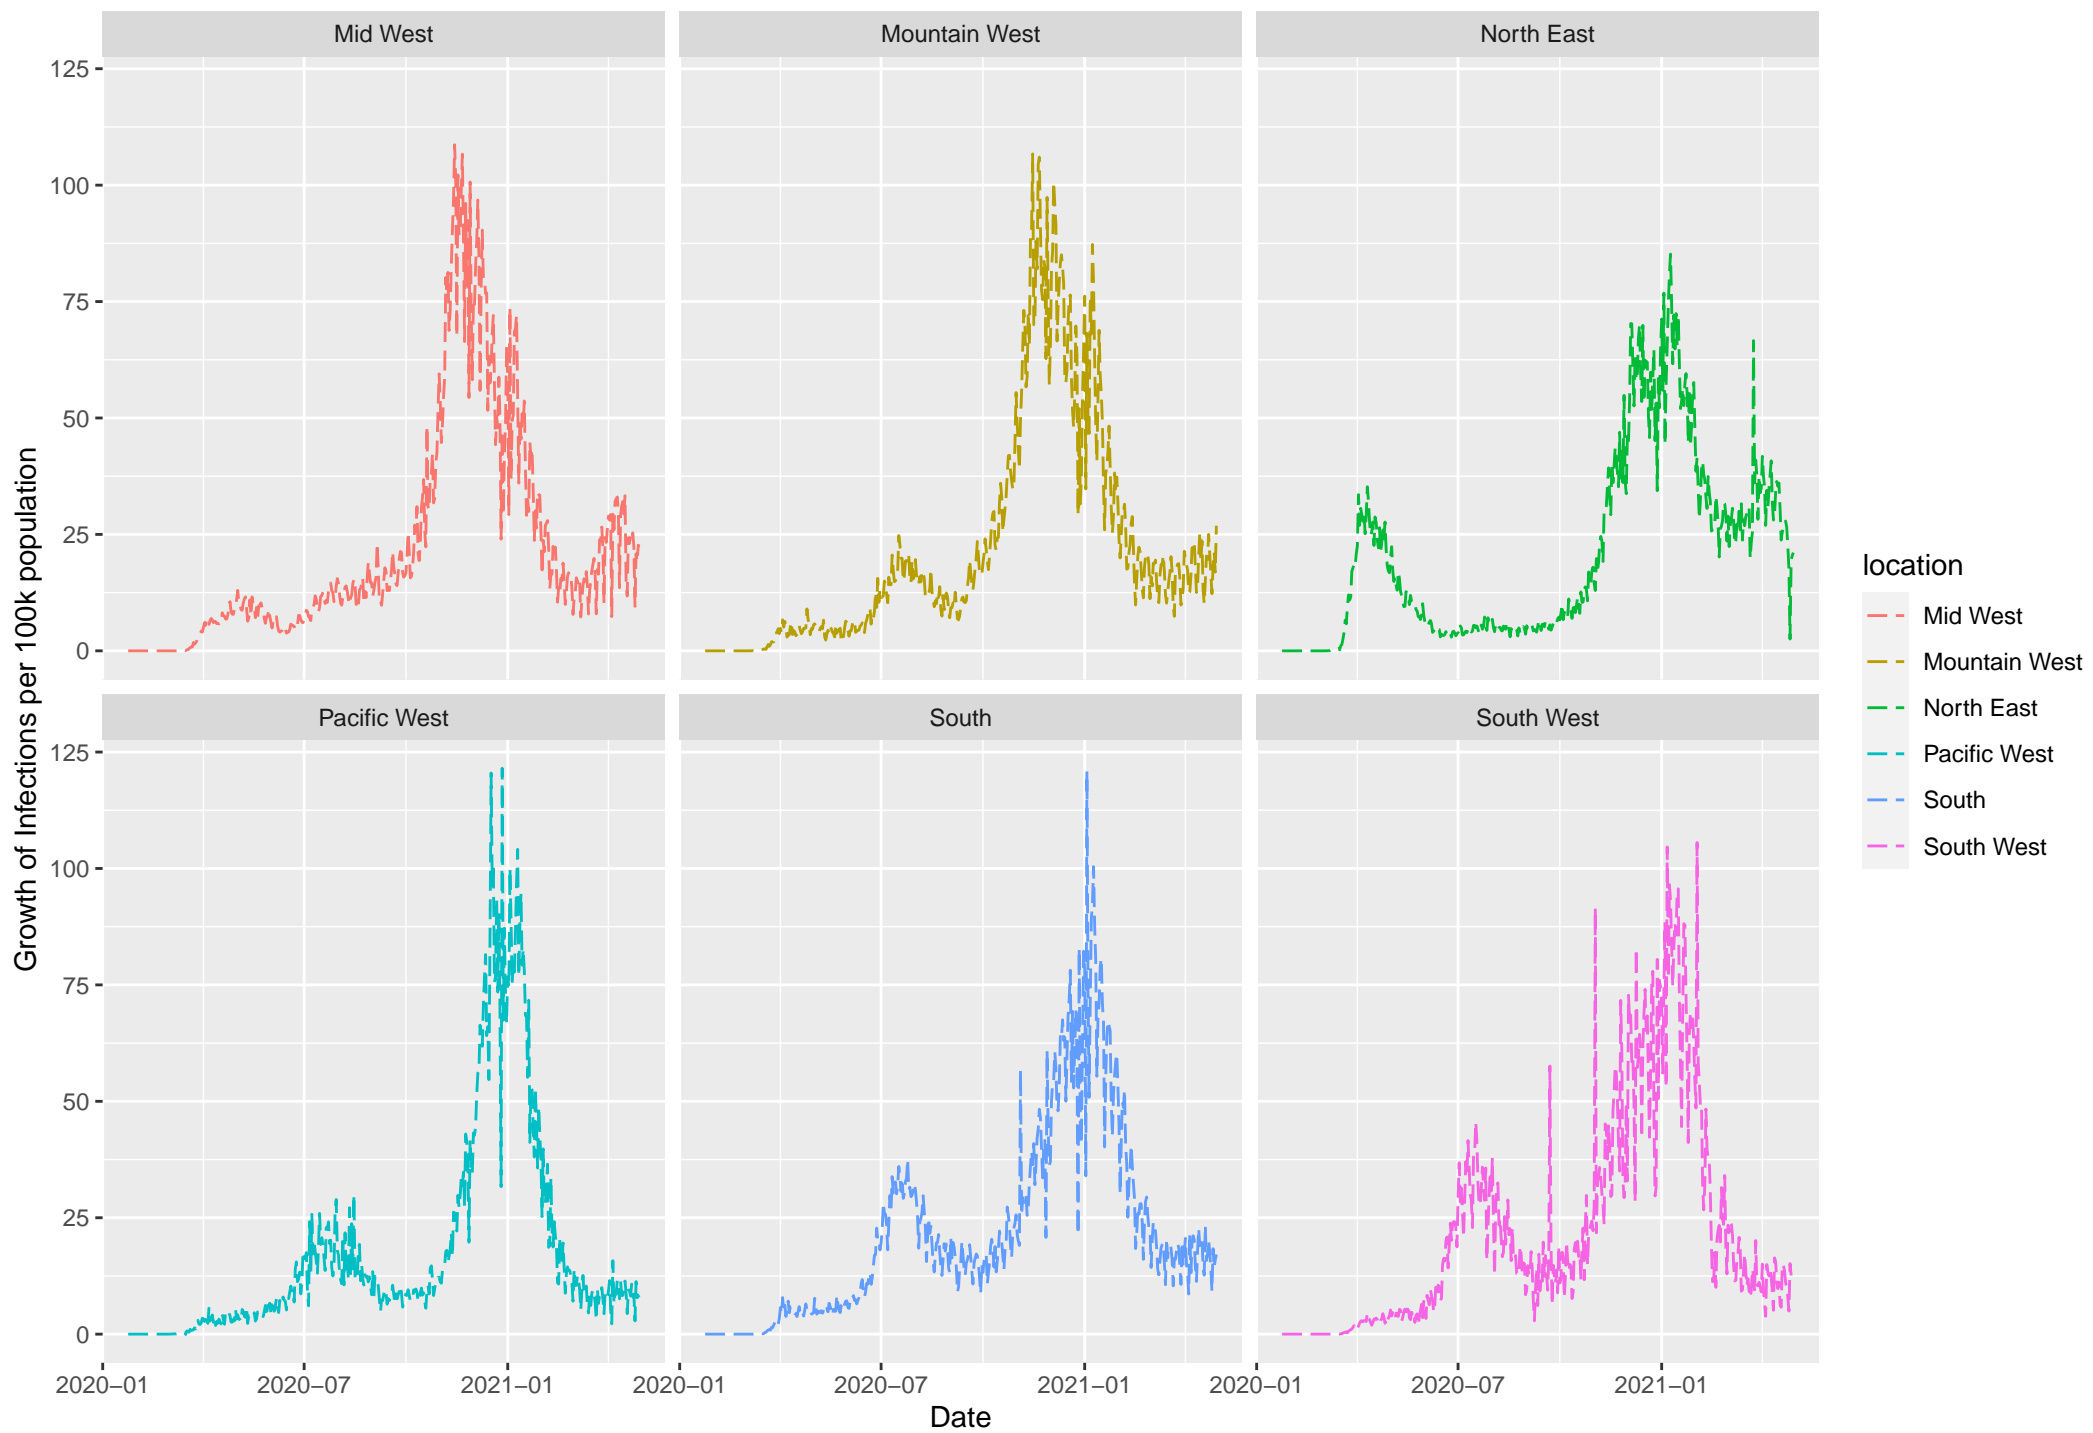 Mid West
Mountain West
North East
125
100
75
50
25
0
Pacific West
South
South West
125
100
75
50
25
0
2020–01
2020–07
2021–01
2020–01
2020–07
2021–01
2020–01
2020–07
2021–01
Date
Growth of Infections per 100k population
location
Mid West
Mountain West
North East
Pacific West
South
South West